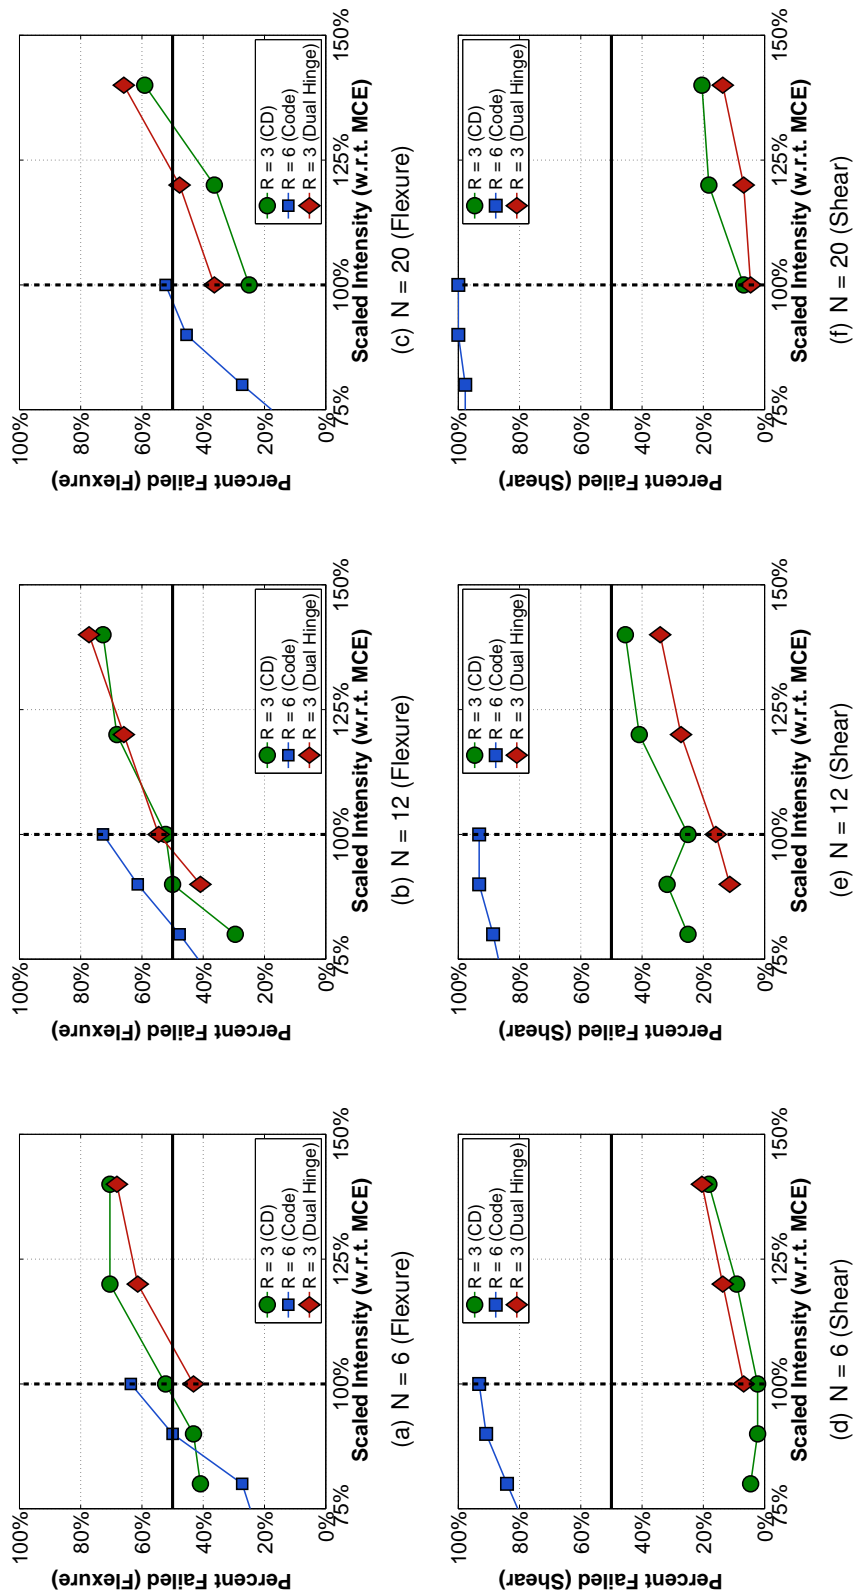 100%
80%
60%
40%
20%
0%
75%
100%
125%
150%
Percent Failed (Flexure)
Scaled Intensity (w.r.t. MCE)
R = 3 (CD)
R = 6 (Code)
R = 3 (Dual Hinge)
(a) N = 6 (Flexure)
100%
80%
60%
40%
20%
0%
75%
100%
125%
150%
Percent Failed (Flexure)
Scaled Intensity (w.r.t. MCE)
R = 3 (CD)
R = 6 (Code)
R = 3 (Dual Hinge)
(b) N = 12 (Flexure)
100%
80%
60%
40%
20%
0%
75%
100%
125%
150%
Percent Failed (Flexure)
Scaled Intensity (w.r.t. MCE)
R = 3 (CD)
R = 6 (Code)
R = 3 (Dual Hinge)
(c) N = 20 (Flexure)
100%
80%
60%
40%
20%
0%
75%
100%
125%
150%
Percent Failed (Shear)
Scaled Intensity (w.r.t. MCE)
R = 3 (CD)
R = 6 (Code)
R = 3 (Dual Hinge)
(d) N = 6 (Shear)
100%
80%
60%
40%
20%
0%
75%
100%
125%
150%
Percent Failed (Shear)
Scaled Intensity (w.r.t. MCE)
R = 3 (CD)
R = 6 (Code)
R = 3 (Dual Hinge)
(e) N = 12 (Shear)
100%
80%
60%
40%
20%
0%
75%
100%
125%
150%
Percent Failed (Shear)
Scaled Intensity (w.r.t. MCE)
R = 3 (CD)
R = 6 (Code)
R = 3 (Dual Hinge)
(f) N = 20 (Shear)